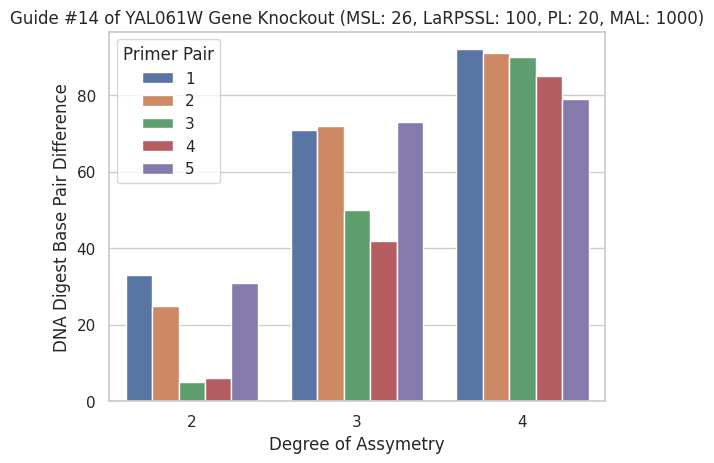 Guide #14 of YAL061W Gene Knockout (MSL: 26, LaRPSSL: 100, PL: 20, MAL: 1000)
DNA Digest Base Pair Difference
80
60
40
20
0
Primer Pair
1
2
3
4
5
2 3 4
Degree of Assymetry